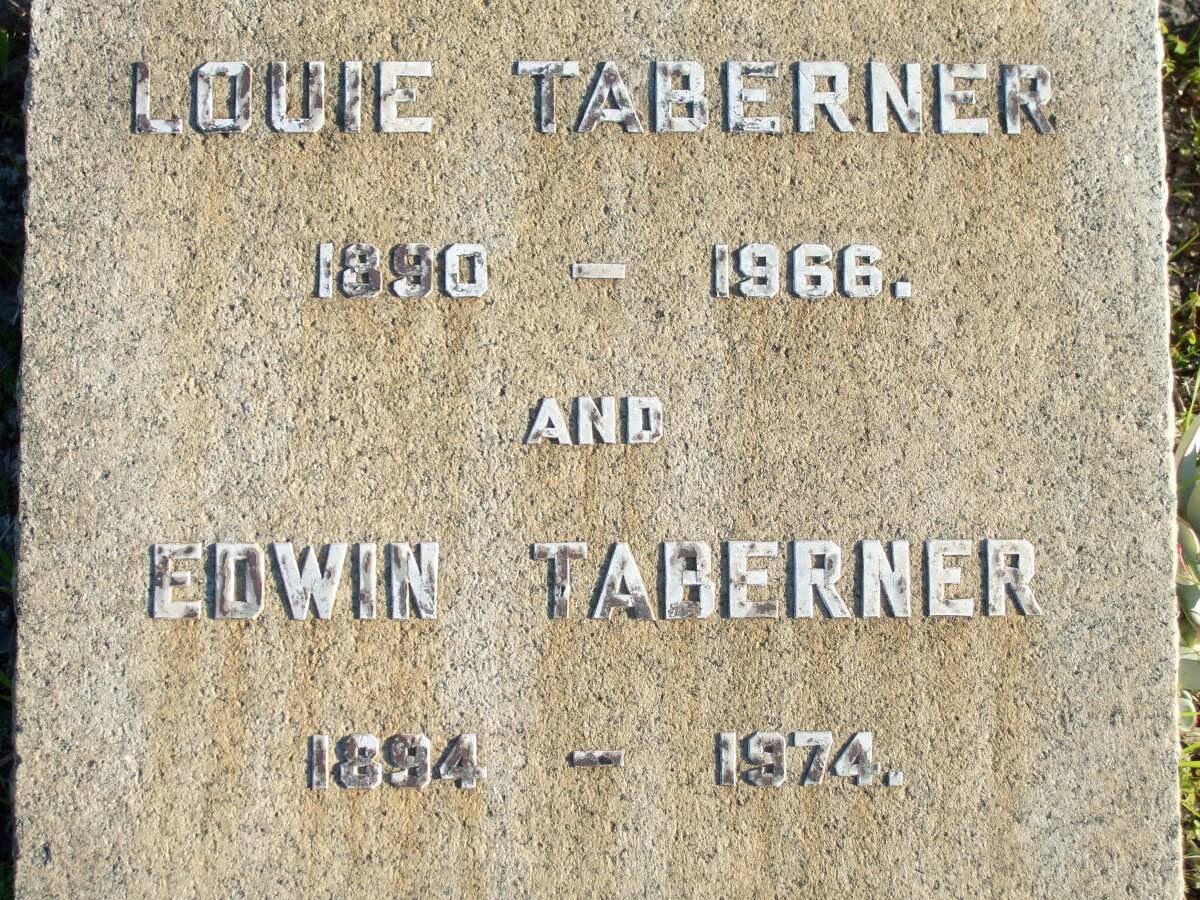 LOUIE TABERNER
1890 – 1966.
AND
EDWIN TABERNER
1894 – 1974.